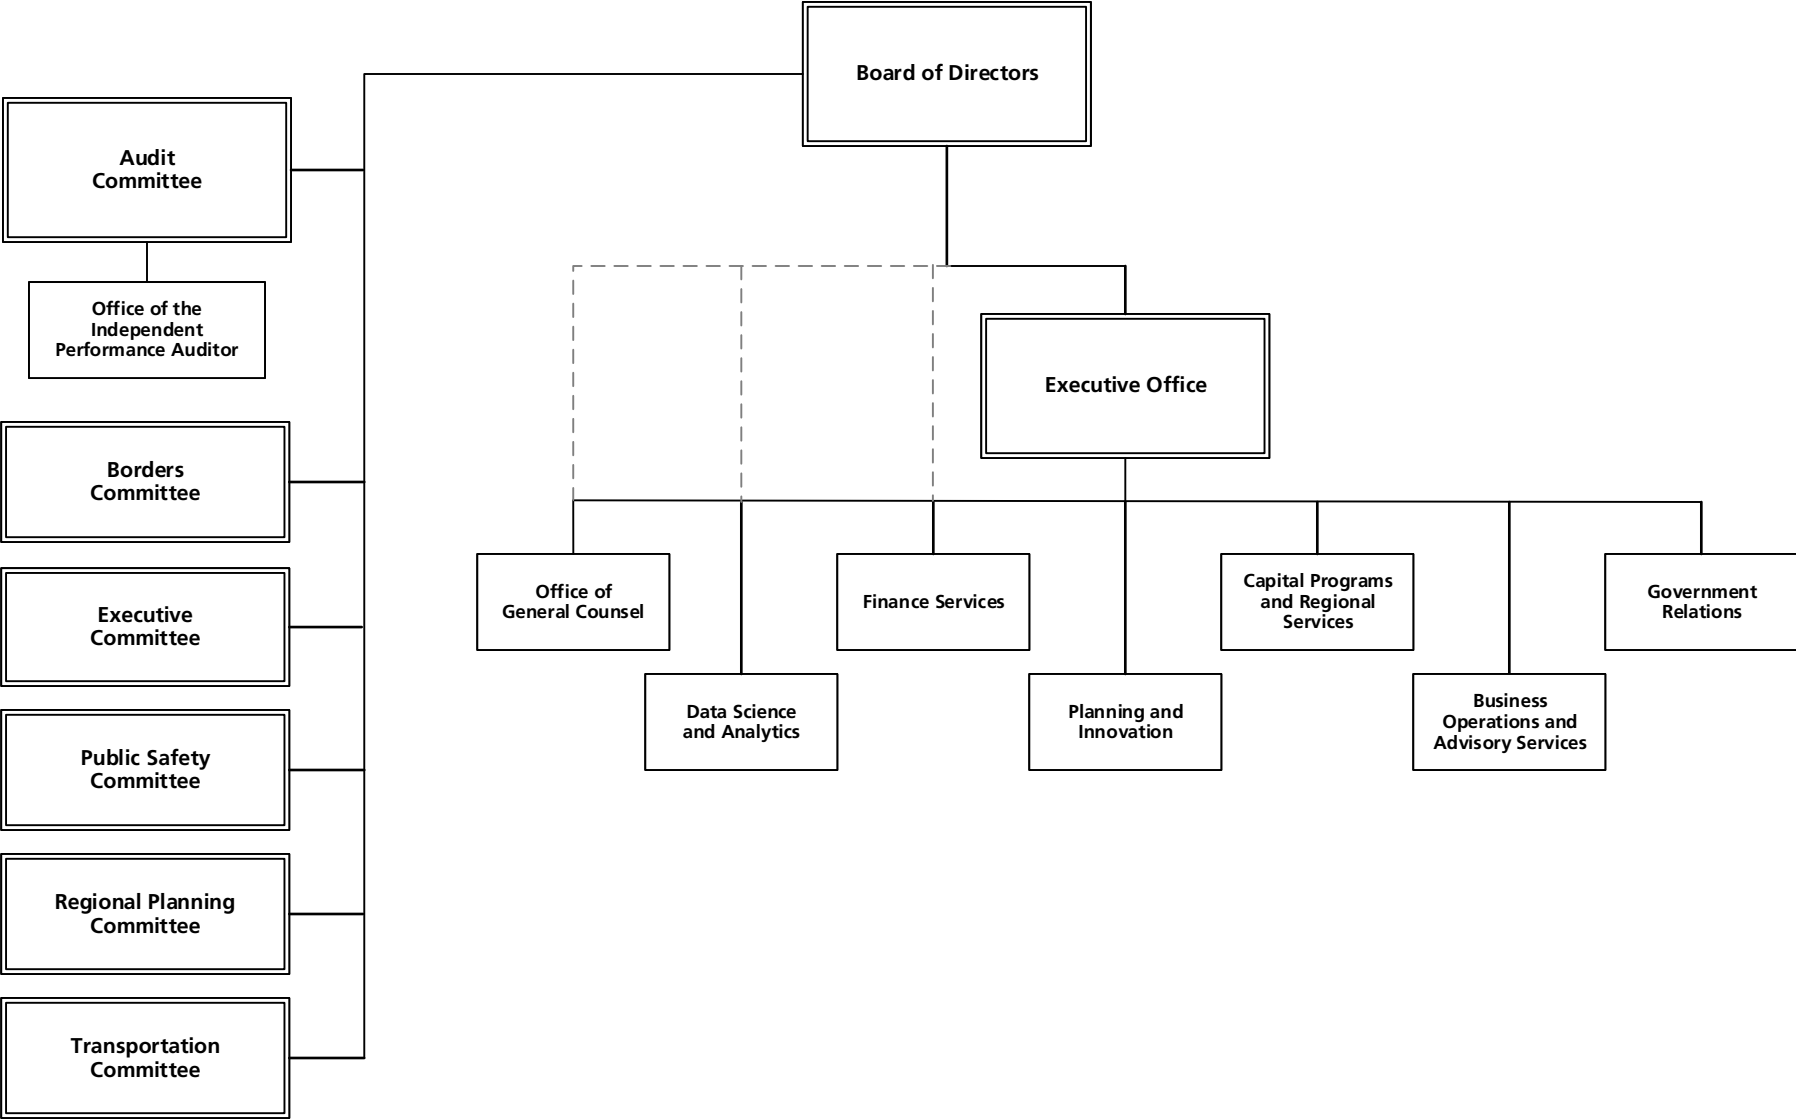 Board of Directors
Audit
Committee
Office of the
Independent
Performance Auditor
Borders
Committee
Executive
Committee
Public Safety
Committee
Regional Planning
Committee
Transportation
Committee
Executive Office
Office of
General Counsel
Data Science
and Analytics
Finance Services
Planning and
Innovation
Capital Programs
and Regional
Services
Business
Operations and
Advisory Services
Government
Relations